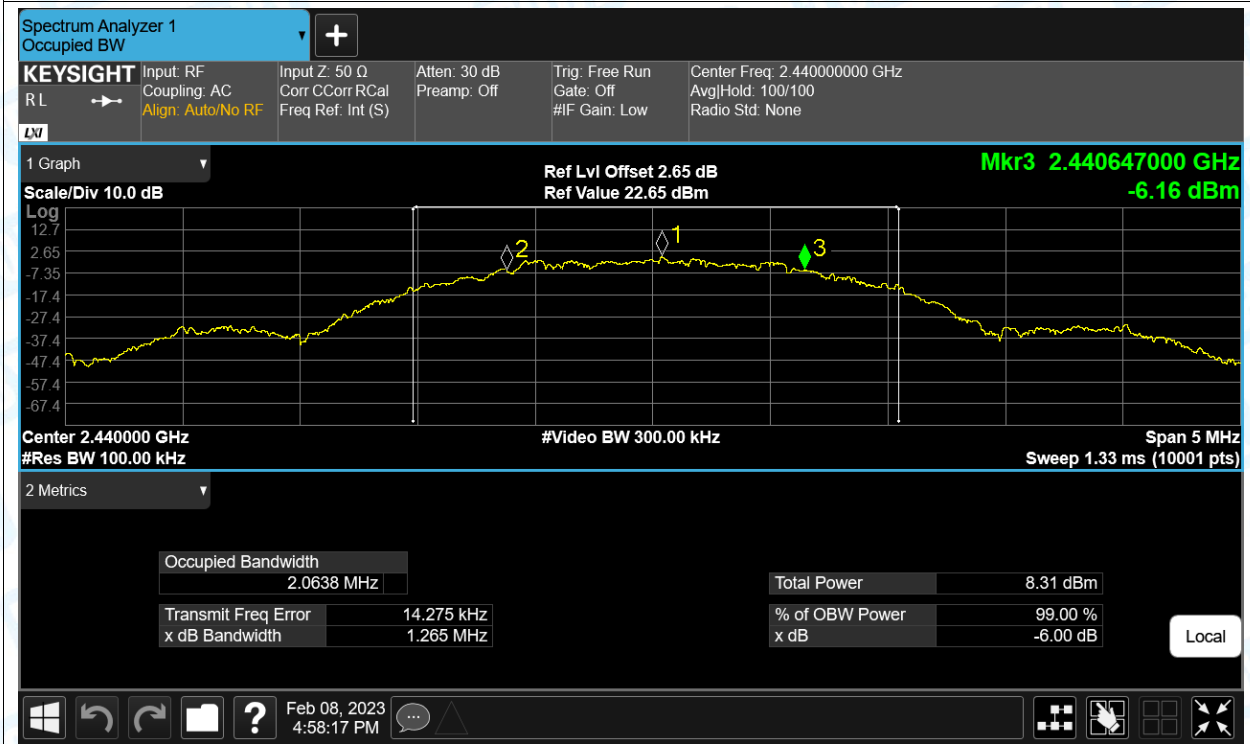 Spectrum Analyzer 1
Occupied BW
KEYSIGHT
R L
LXI
Input: RF
Coupling: AC
Align: Auto/No RF
Input Z: 50 Ω
Corr CCorr RCal
Freq Ref: Int (S)
Atten: 30 dB
Preamp: Off
Trig: Free Run
Gate: Off
#IF Gain: Low
Center Freq: 2.440000000 GHz
Avg|Hold: 100/100
Radio Std: None
1 Graph
Scale/Div 10.0 dB
Ref Lvl Offset 2.65 dB
Ref Value 22.65 dBm
Mkr3 2.440647000 GHz
-6.16 dBm
Log
12.7
2.65
-7.35
-17.4
-27.4
-37.4
-47.4
-57.4
-67.4
2
1
3
Center 2.440000 GHz
#Res BW 100.00 kHz
#Video BW 300.00 kHz
Span 5 MHz
Sweep 1.33 ms (10001 pts)
2 Metrics
Occupied Bandwidth
2.0638 MHz
Transmit Freq Error 14.275 kHz
x dB Bandwidth 1.265 MHz
Total Power 8.31 dBm
% of OBW Power 99.00 %
x dB -6.00 dB
Local
?
Feb 08, 2023
4:58:17 PM